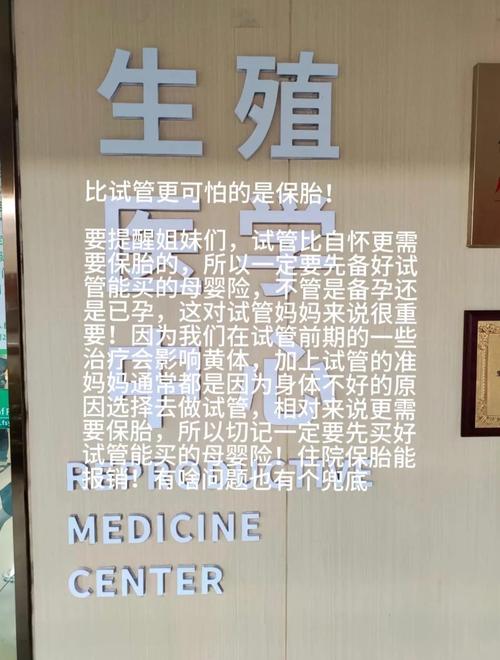 生殖
比试管更可怕的是保胎！
医学
要提醒姐妹们，试管比自怀更需
要保胎的，所以一定要先备好试
管能买的母婴险，不管是备孕还
是已孕，这对试管妈妈来说很重
要！因为我们在试管前期的一些
治疗会影响黄体，加上试管的准
妈妈通常都是因为身体不好的原
因选择去做试管，相对来说更需
要保胎，所以切记一定要先买好
试管能买的母婴险！住院保胎能
报销！有啥问题也有个兜底
中心
REPRODUCTIVE
MEDICINE
CENTER